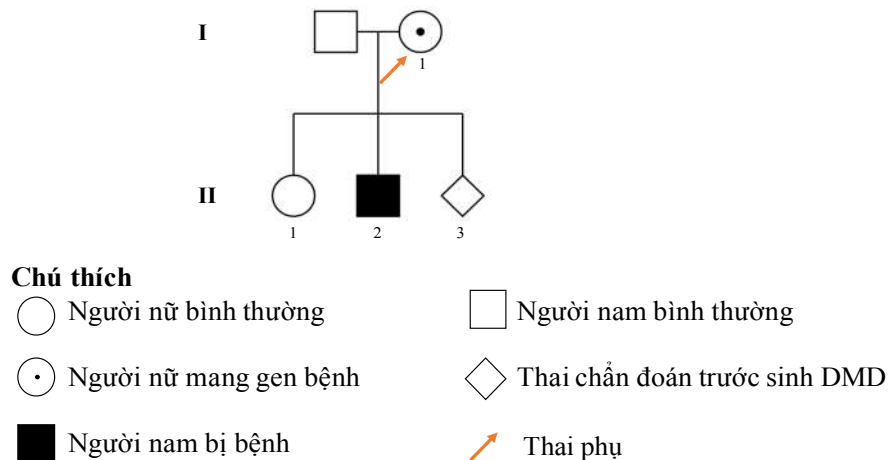 I
1
II
1 2 3
Chú thích
Người nữ bình thường Người nam bình thường
Người nữ mang gen bệnh Thai chẩn đoán trước sinh DMD
Người nam bị bệnh Thai phụ